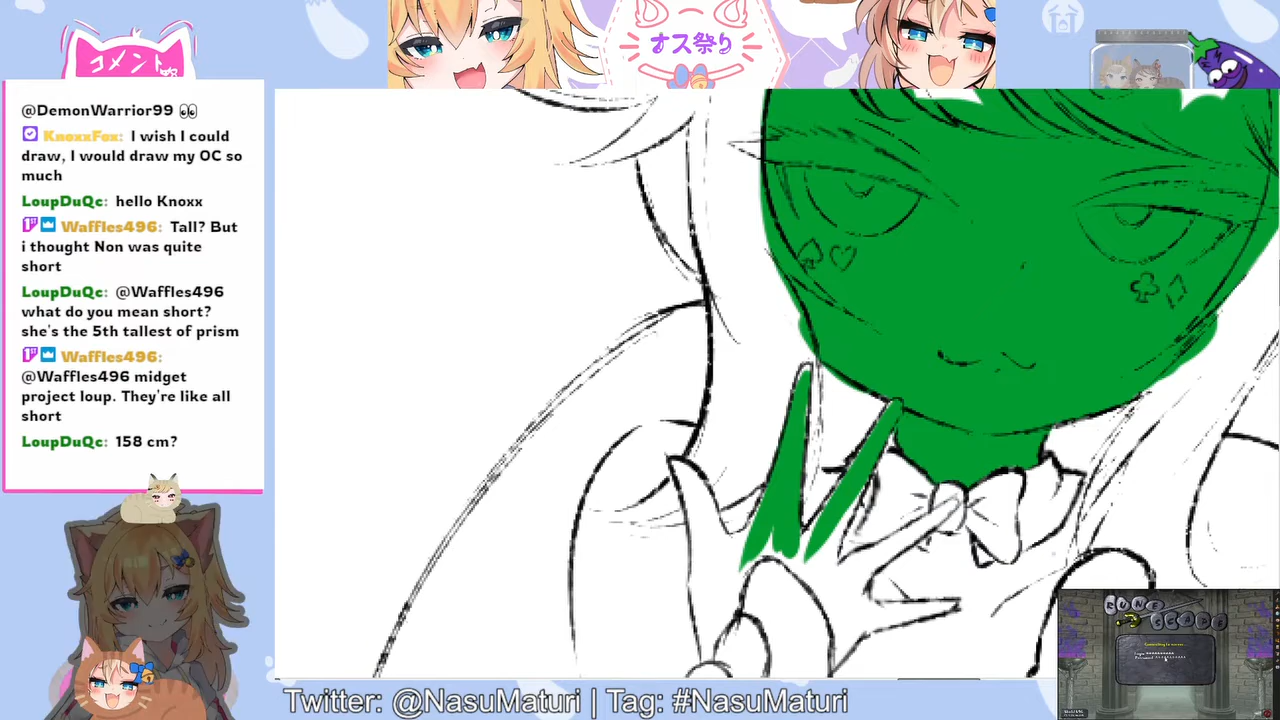 オス祭り
コメント
@DemonWarrior99 👀
KnoxxFox: I wish I could
draw, I would draw my OC so
much
LoupDuQc: hello Knoxx
Waffles496: Tall? But
i thought Non was quite
short
LoupDuQc: @Waffles496
what do you mean short?
she's the 5th tallest of prism
Waffles496:
@Waffles496 midget
project loup. They're like all
short
LoupDuQc: 158 cm?
RUNE
SCAPE
Twitter: @NasuMaturi | Tag: #NasuMaturi